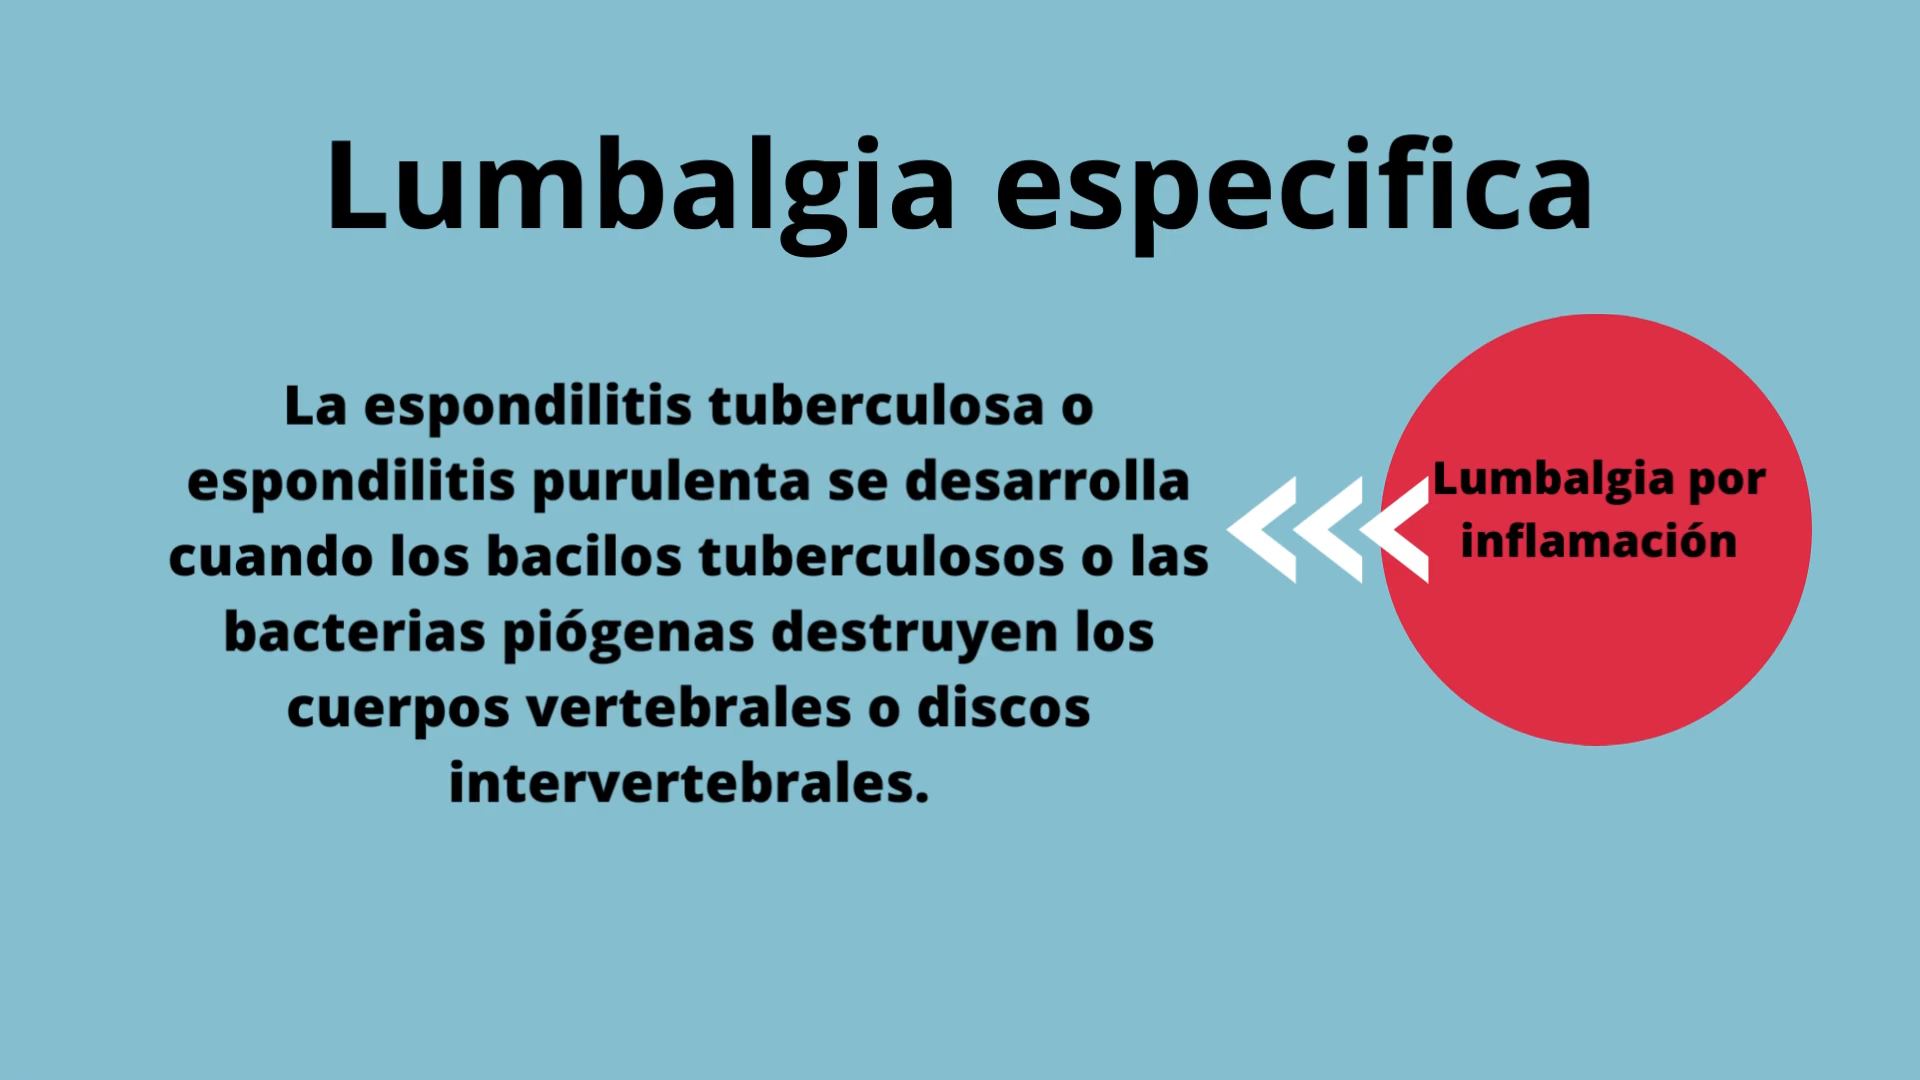 Lumbalgia especifica
La espondilitis tuberculosa o
espondilitis purulenta se desarrolla
cuando los bacilos tuberculosos o las
bacterias piógenas destruyen los
cuerpos vertebrales o discos
intervertebrales.
Lumbalgia por
inflamación